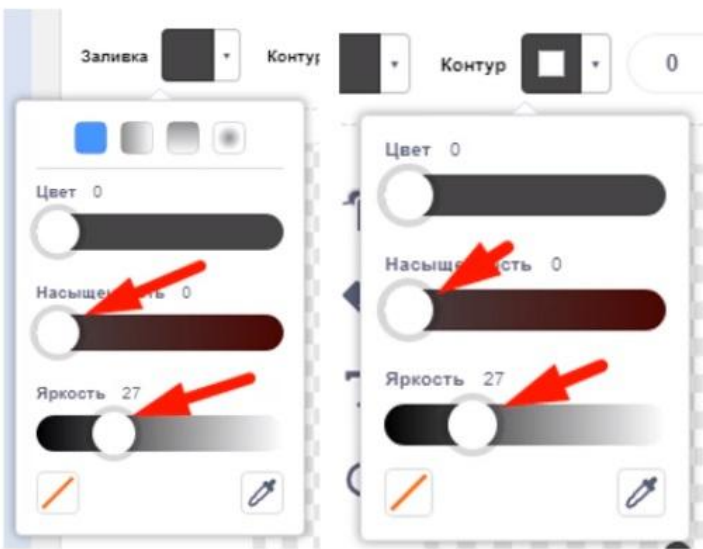 Заливка
Контур
Цвет 0
Насыщенность 0
Яркость 27
Контур
0
Цвет 0
Насыщенность 0
Яркость 27